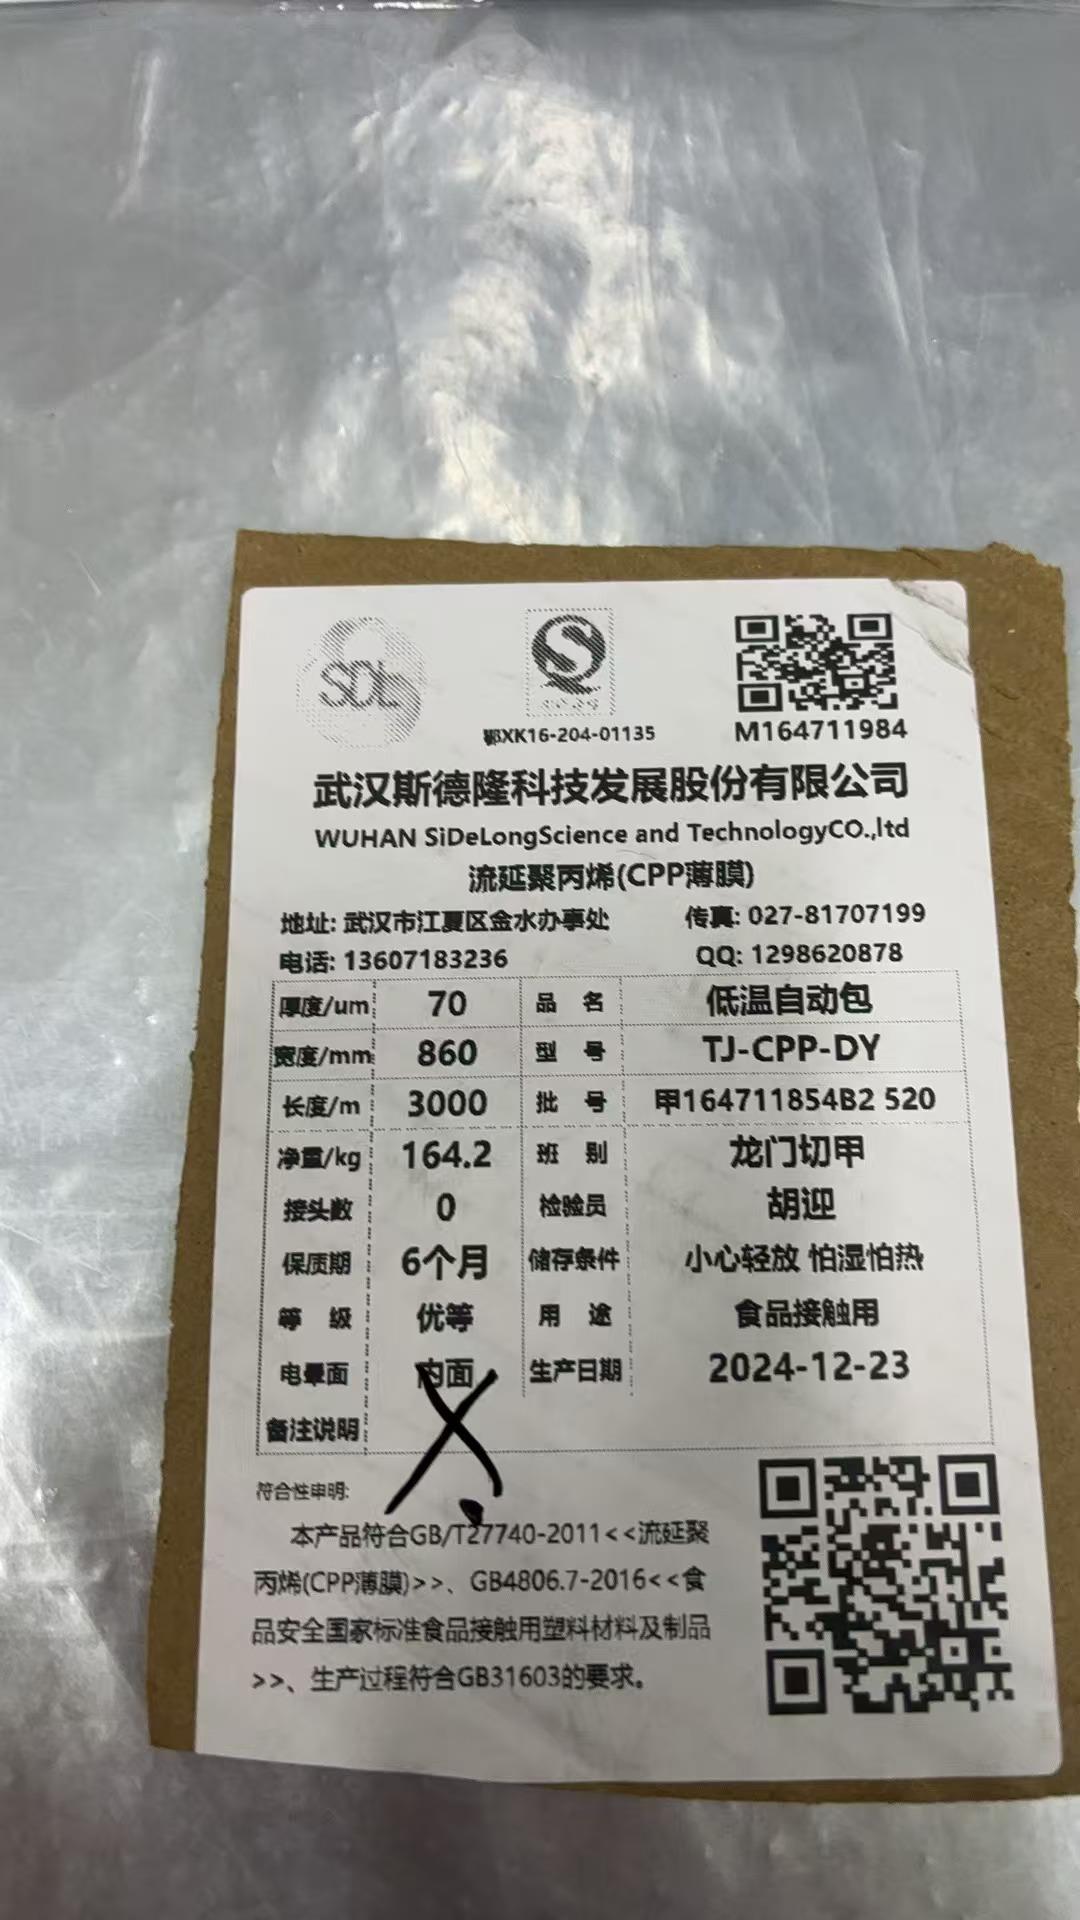 SDL
鄂XK16-204-01135
M164711984
武汉斯德隆科技发展股份有限公司
WUHAN SiDeLongScience and TechnologyCO.,ltd
流延聚丙烯(CPP薄膜)
地址: 武汉市江夏区金水办事处 传真: 027-81707199
电话: 13607183236 QQ: 1298620878
厚度/um 70 品 名 低温自动包
宽度/mm 860 型 号 TJ-CPP-DY
长度/m 3000 批 号 甲164711854B2 520
净重/kg 164.2 班 别 龙门切甲
接头数 0 检验员 胡迎
保质期 6个月 储存条件 小心轻放 怕湿怕热
等 级 优等 用 途 食品接触用
电晕面 内面 生产日期 2024-12-23
备注说明
符合性申明:
本产品符合GB/T27740-2011<<流延聚
丙烯(CPP薄膜)>>、GB4806.7-2016<<食
品安全国家标准食品接触用塑料材料及制品
>>、生产过程符合GB31603的要求。